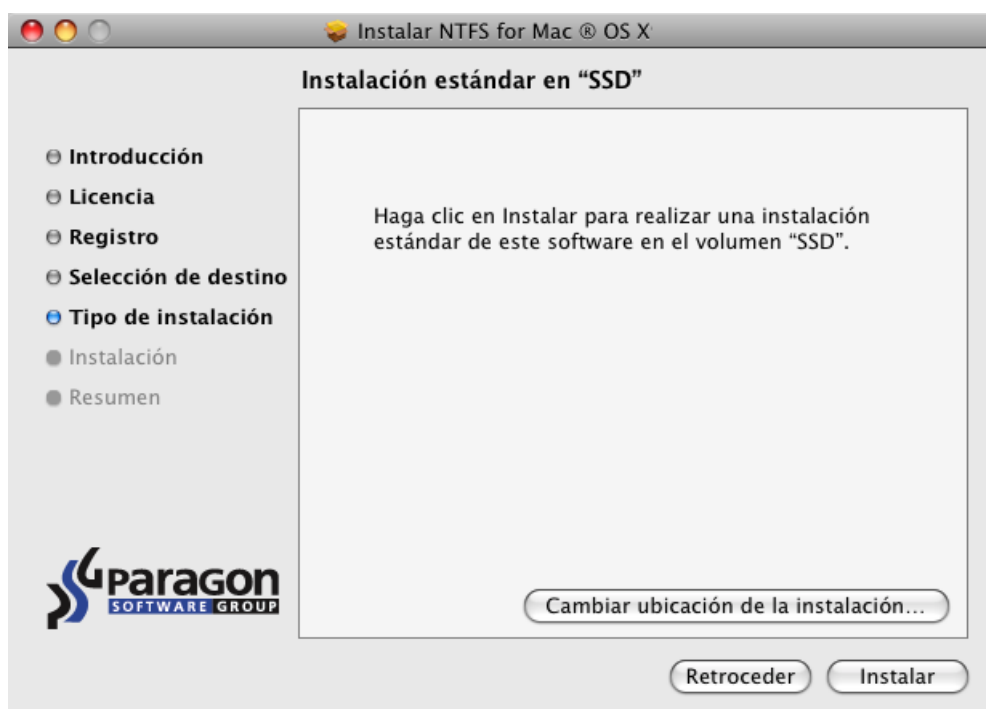 Instalar NTFS for Mac ® OS X
Instalación estándar en “SSD”
Introducción
Licencia
Registro
Selección de destino
Tipo de instalación
Instalación
Resumen
Haga clic en Instalar para realizar una instalación
estándar de este software en el volumen “SSD”.
Paragon
SOFTWARE GROUP
Cambiar ubicación de la instalación...
Retroceder
Instalar